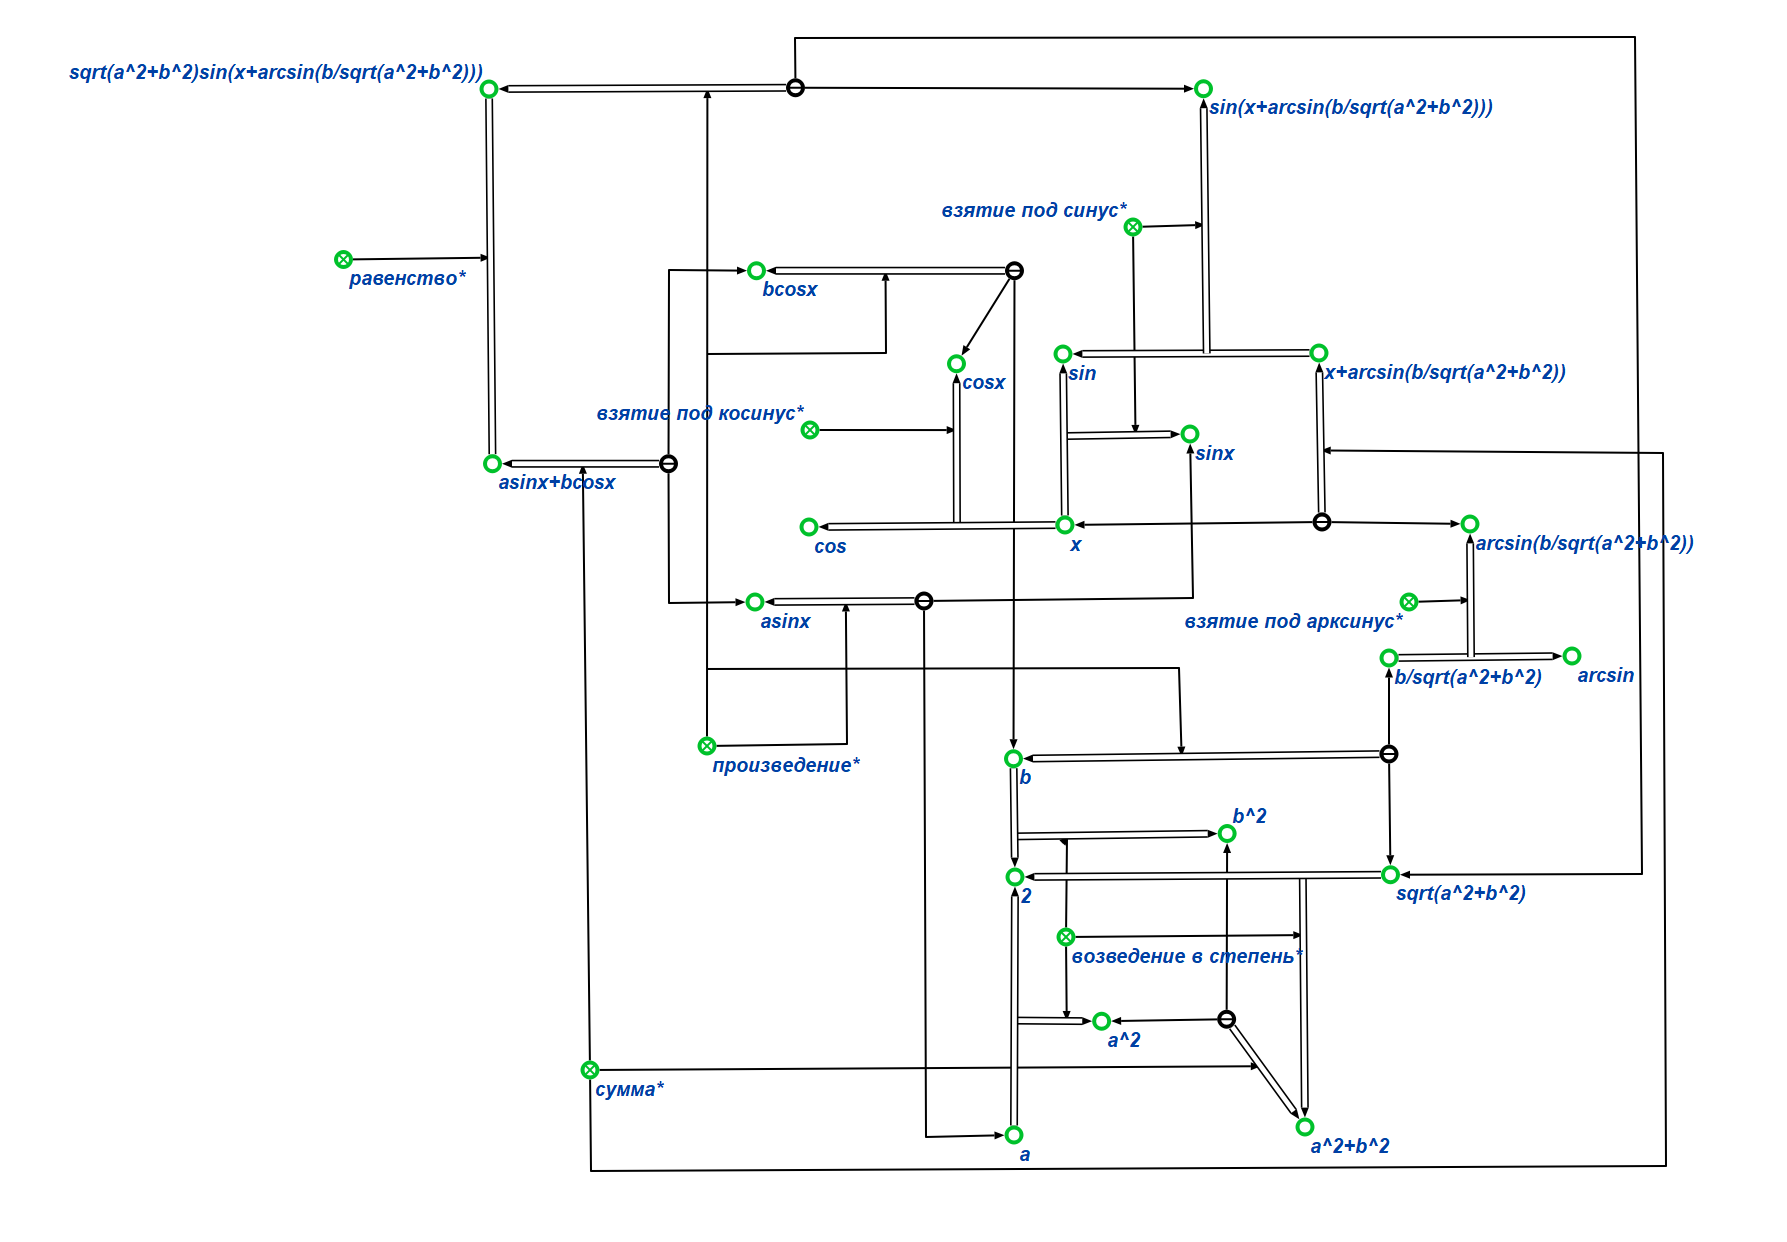 sqrt(a^2+b^2)sin(x+arcsin(b/sqrt(a^2+b^2)))
sin(x+arcsin(b/sqrt(a^2+b^2)))
взятие под синус*
равенство*
bcosx
cosx
sin
x+arcsin(b/sqrt(a^2+b^2))
взятие под косинус*
sinx
asinx+bcosx
cos
x
arcsin(b/sqrt(a^2+b^2))
asinx
взятие под арксинус*
b/sqrt(a^2+b^2)
arcsin
произведение*
b
b^2
2
sqrt(a^2+b^2)
возведение в степень*
a^2
сумма*
a
a^2+b^2